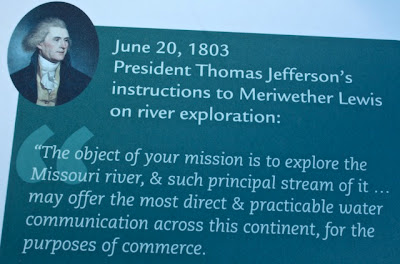 June 20, 1803
President Thomas Jefferson's
instructions to Meriwether Lewis
on river exploration:
“The object of your mission is to explore the
Missouri river, & such principal stream of it ...
may offer the most direct & practicable water
communication across this continent, for the
purposes of commerce.